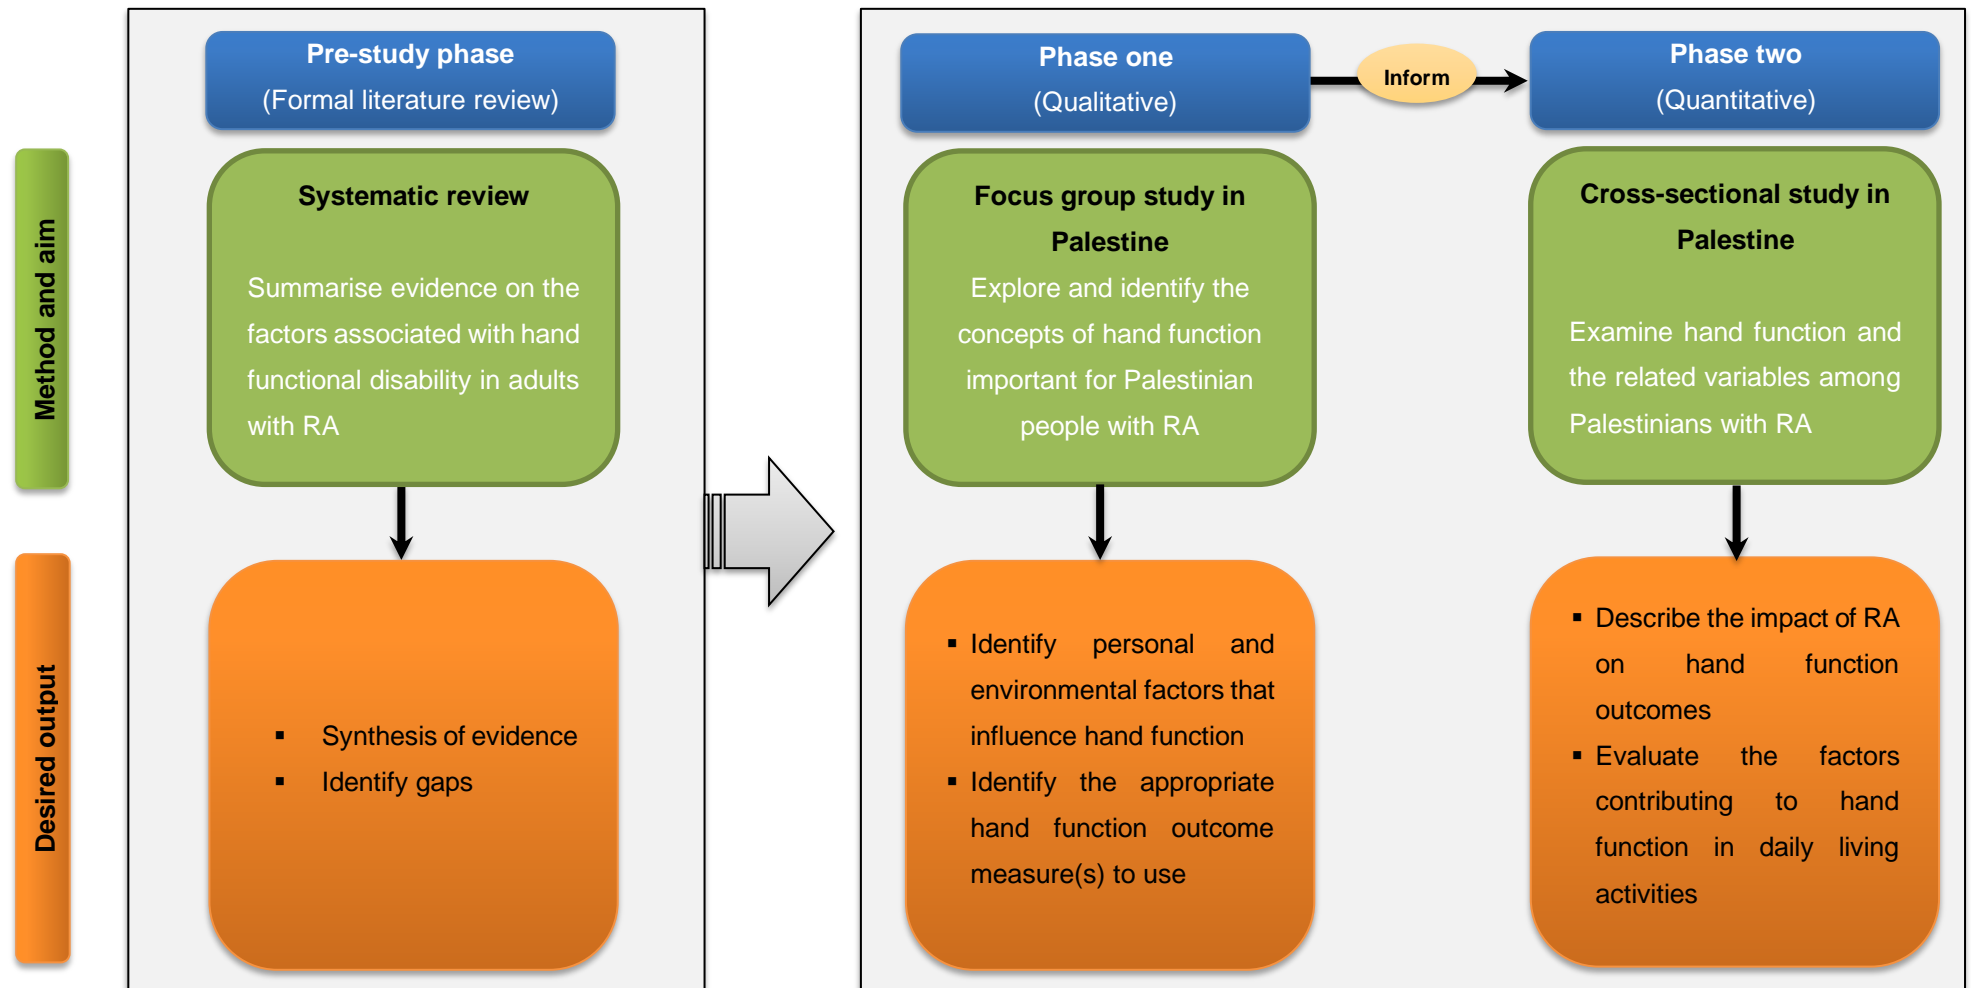 Pre-study phase
(Formal literature review)
Phase one
(Qualitative)
Inform
Phase two
(Quantitative)
Method and aim
Systematic review
Summarise evidence on the
factors associated with hand
functional disability in adults
with RA
Focus group study in
Palestine
Explore and identify the
concepts of hand function
important for Palestinian
people with RA
Cross-sectional study in
Palestine
Examine hand function and
the related variables among
Palestinians with RA
Desired output
▪ Synthesis of evidence
▪ Identify gaps
▪ Identify personal and
environmental factors that
influence hand function
▪ Identify the appropriate
hand function outcome
measure(s) to use
▪ Describe the impact of RA
on hand function
outcomes
▪ Evaluate the factors
contributing to hand
function in daily living
activities